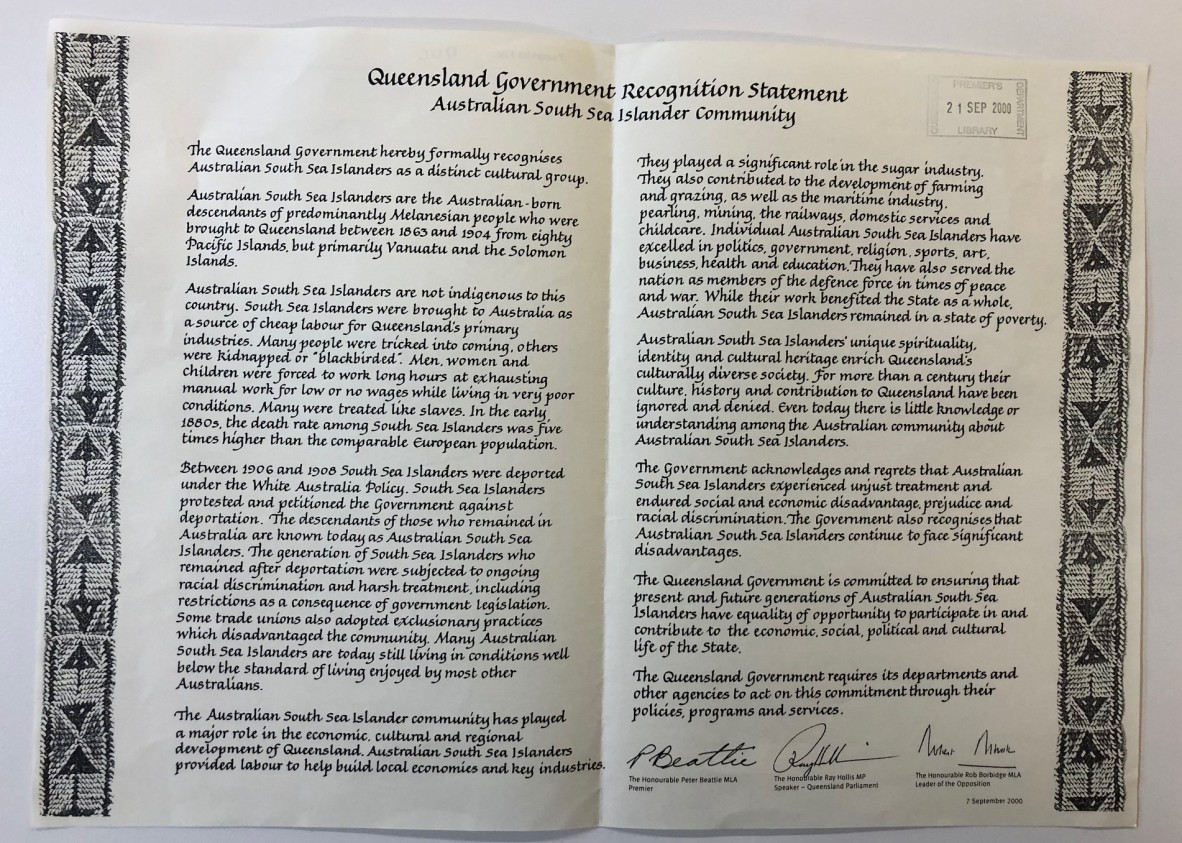 Queensland Government Recognition Statement
Australian South Sea Islander Community
PREMIER'S
DEPARTMENT
21 SEP 2000
LIBRARY
The Queensland Government hereby formally recognises
Australian South Sea Islanders as a distinct cultural group.
Australian South Sea Islanders are the Australian-born
descendants of predominantly Melanesian people who were
brought to Queensland between 1863 and 1904 from eighty
Pacific Islands, but primarily Vanuatu and the Solomon
Islands.
Australian South Sea Islanders are not indigenous to this
country. South Sea Islanders were brought to Australia as
a source of cheap labour for Queensland's primary
industries. Many people were tricked into coming, others
were kidnapped or "blackbirded". Men, women and
children were forced to work long hours at exhausting
manual work for low or no wages while living in very poor
conditions. Many were treated like slaves. In the early
1880s, the death rate among South Sea Islanders was five
times higher than the comparable European population.
Between 1906 and 1908 South Sea Islanders were deported
under the White Australia Policy. South Sea Islanders
protested and petitioned the Government against
deportation. The descendants of those who remained in
Australia are known today as Australian South Sea
Islanders. The generation of South Sea Islanders who
remained after deportation were subjected to ongoing
racial discrimination and harsh treatment, including
restrictions as a consequence of government legislation.
Some trade unions also adopted exclusionary practices
which disadvantaged the community. Many Australian
South Sea Islanders are today still living in conditions well
below the standard of living enjoyed by most other
Australians.
The Australian South Sea Islander community has played
a major role in the economic, cultural and regional
development of Queensland. Australian South Sea Islanders
provided labour to help build local economies and key industries.
They played a significant role in the sugar industry.
They also contributed to the development of farming
and grazing, as well as the maritime industry,
pearling, mining, the railways, domestic services and
childcare. Individual Australian South Sea Islanders have
excelled in politics, government, religion, sports, art,
business, health and education. They have also served the
nation as members of the defence force in times of peace
and war. While their work benefited the State as a whole,
Australian South Sea Islanders remained in a state of poverty.
Australian South Sea Islanders' unique spirituality,
identity and cultural heritage enrich Queensland's
culturally diverse society. For more than a century their
culture, history and contribution to Queensland have been
ignored and denied. Even today there is little knowledge or
understanding among the Australian community about
Australian South Sea Islanders.
The Government acknowledges and regrets that Australian
South Sea Islanders experienced unjust treatment and
endured social and economic disadvantage, prejudice and
racial discrimination. The Government also recognises that
Australian South Sea Islanders continue to face significant
disadvantages.
The Queensland Government is committed to ensuring that
present and future generations of Australian South Sea
Islanders have equality of opportunity to participate in and
contribute to the economic, social, political and cultural
life of the State.
The Queensland Government requires its departments and
other agencies to act on this commitment through their
policies, programs and services.
P Beattie
The Honourable Peter Beattie MLA
Premier
The Honourable Ray Hollis MP
Speaker – Queensland Parliament
The Honourable Rob Borbidge MLA
Leader of the Opposition
7 September 2000